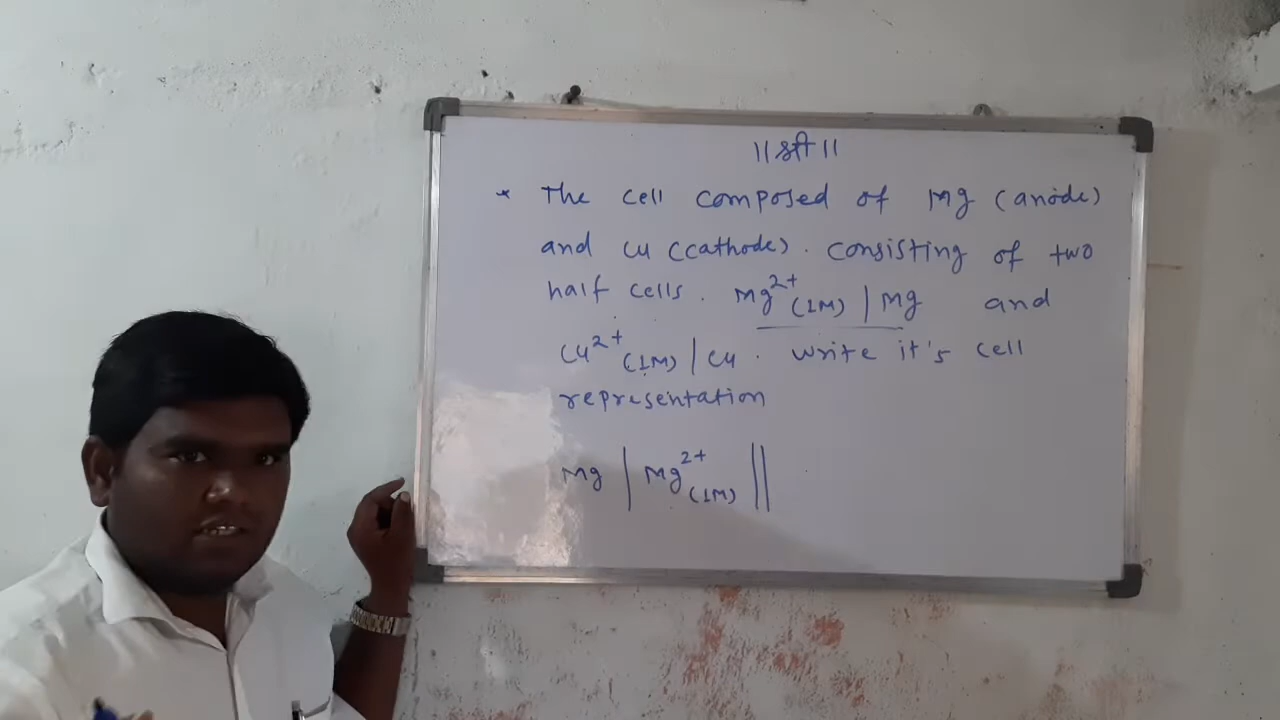 ॥ श्री ॥
* The cell composed of Mg (anode)
and Cu (cathode). consisting of two
half cells. Mg²⁺(1M) | Mg and
Cu²⁺(1M) | Cu. write it's cell
representation
Mg | Mg²⁺(1M) ||